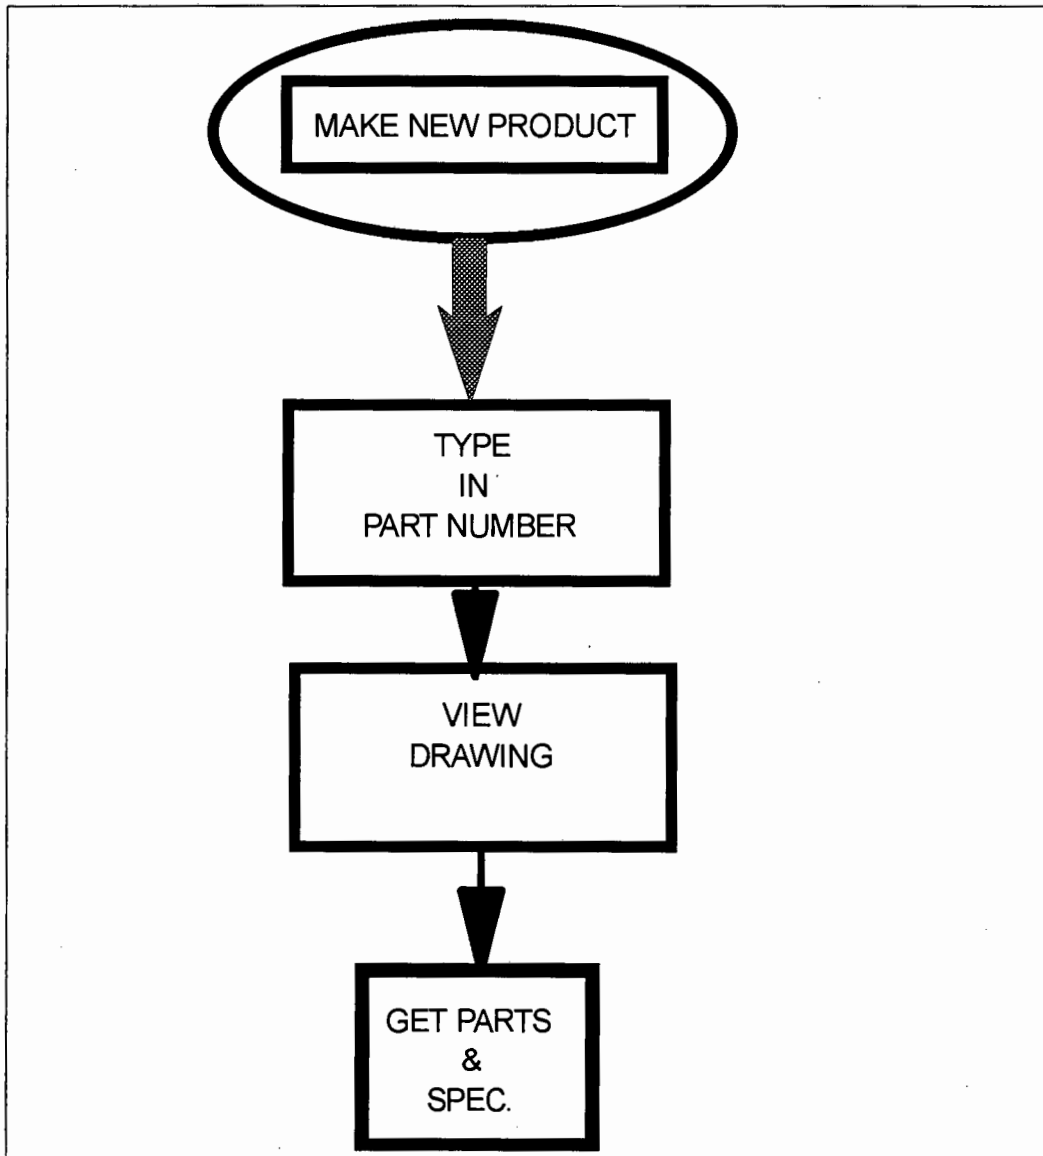 MAKE NEW PRODUCT
TYPE
IN
PART NUMBER
VIEW
DRAWING
GET PARTS
&
SPEC.